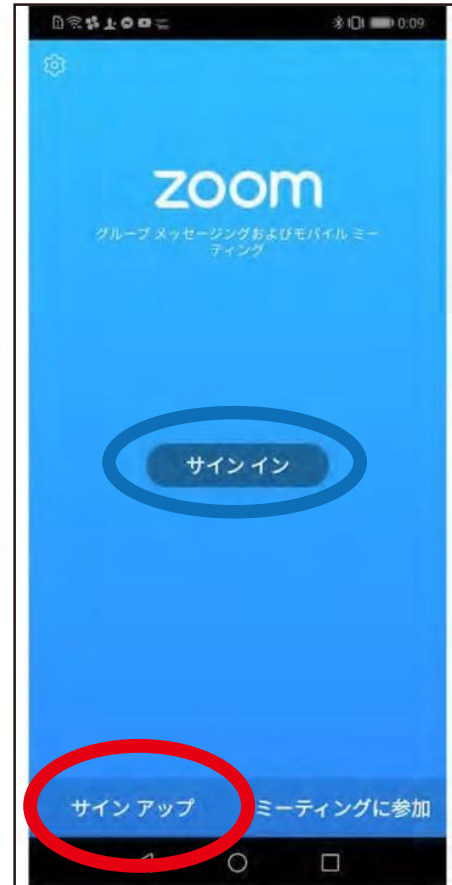 0:09
zoom
グループ メッセージングおよびモバイル ミー
ティング
サイン イン
サイン アップ
ミーティングに参加